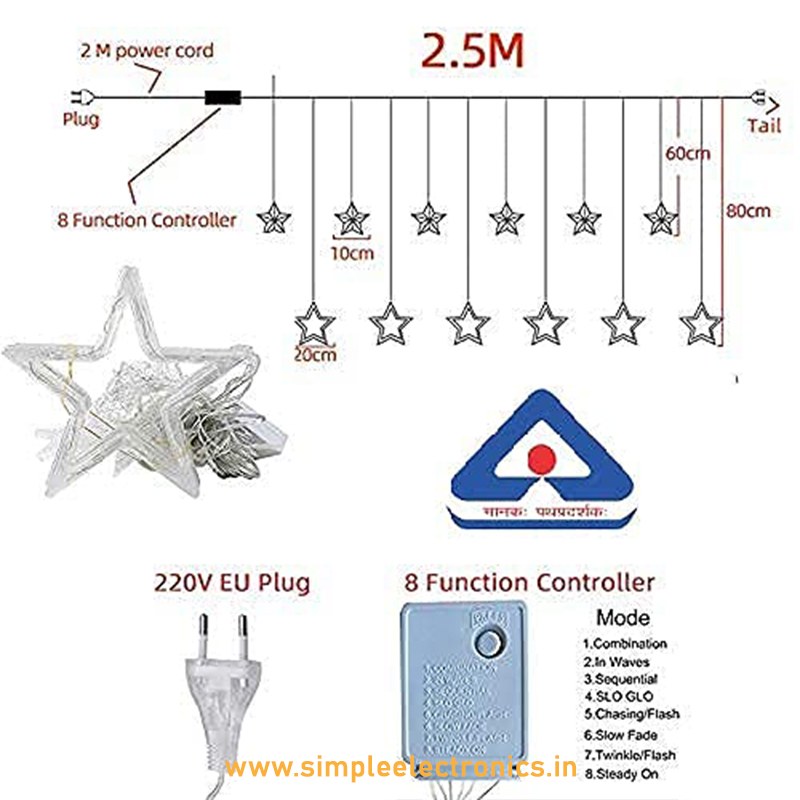 2.5M
2 M power cord
Plug
Tail
60cm
8 Function Controller
80cm
10cm
20cm
मानकः पथप्रदर्शकः
220V EU Plug
8 Function Controller
Mode
1.Combination
2.In Waves
3.Sequential
4.SLO GLO
5.Chasing/Flash
6.Slow Fade
7.Twinkle/Flash
8.Steady On
www.simpleelectronics.in